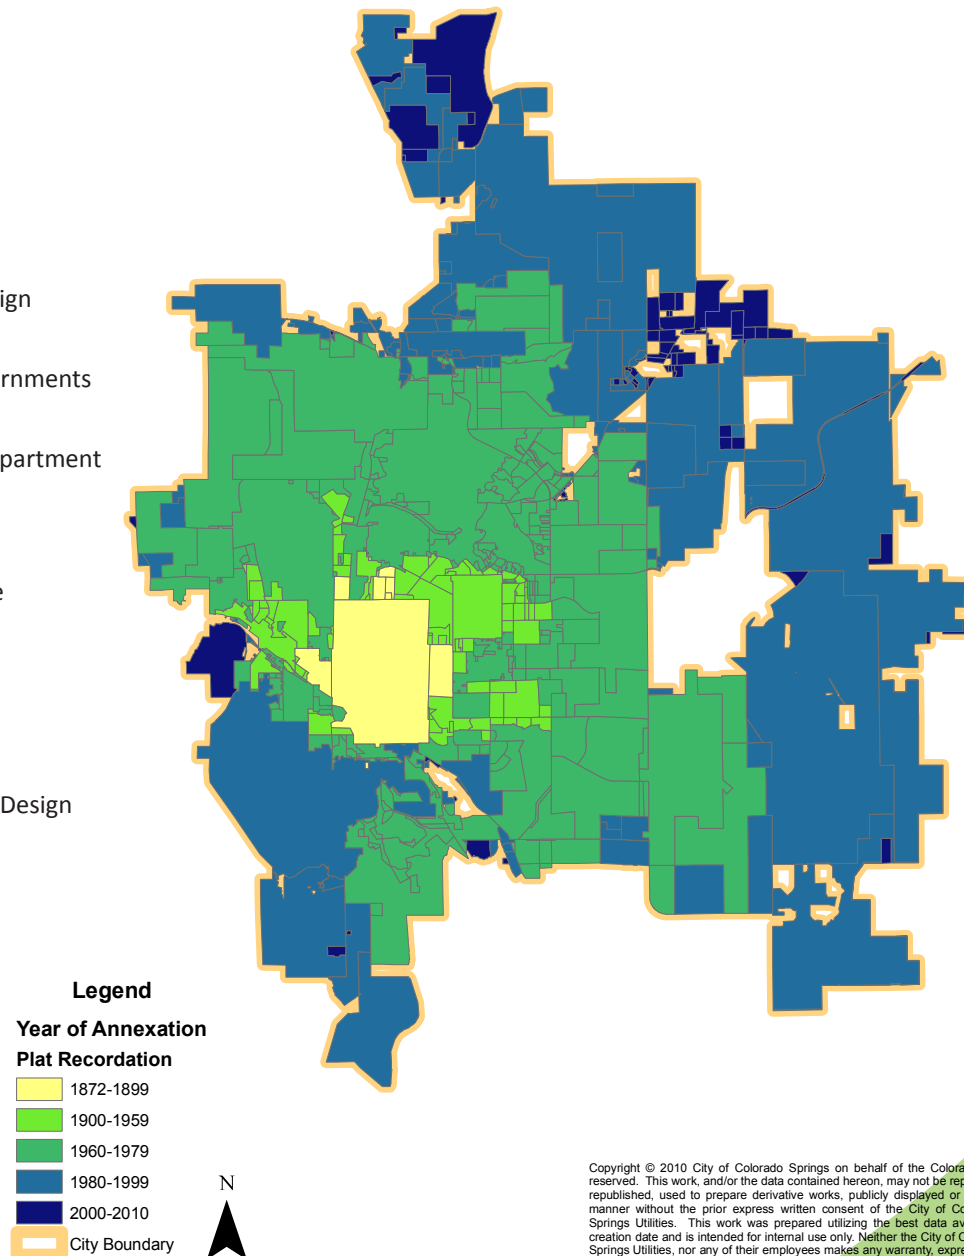 ign
rnments
partment
e
Design
Legend
Year of Annexation
Plat Recordation
1872-1899
1900-1959
1960-1979
1980-1999
2000-2010
City Boundary
N
Copyright © 2010 City of Colorado Springs on behalf of the Colora
reserved. This work, and/or the data contained hereon, may not be rep
republished, used to prepare derivative works, publicly displayed or
manner without the prior express written consent of the City of Co
Springs Utilities. This work was prepared utilizing the best data av
creation date and is intended for internal use only. Neither the City of C
Springs Utilities, nor any of their employees makes any warranty, expre